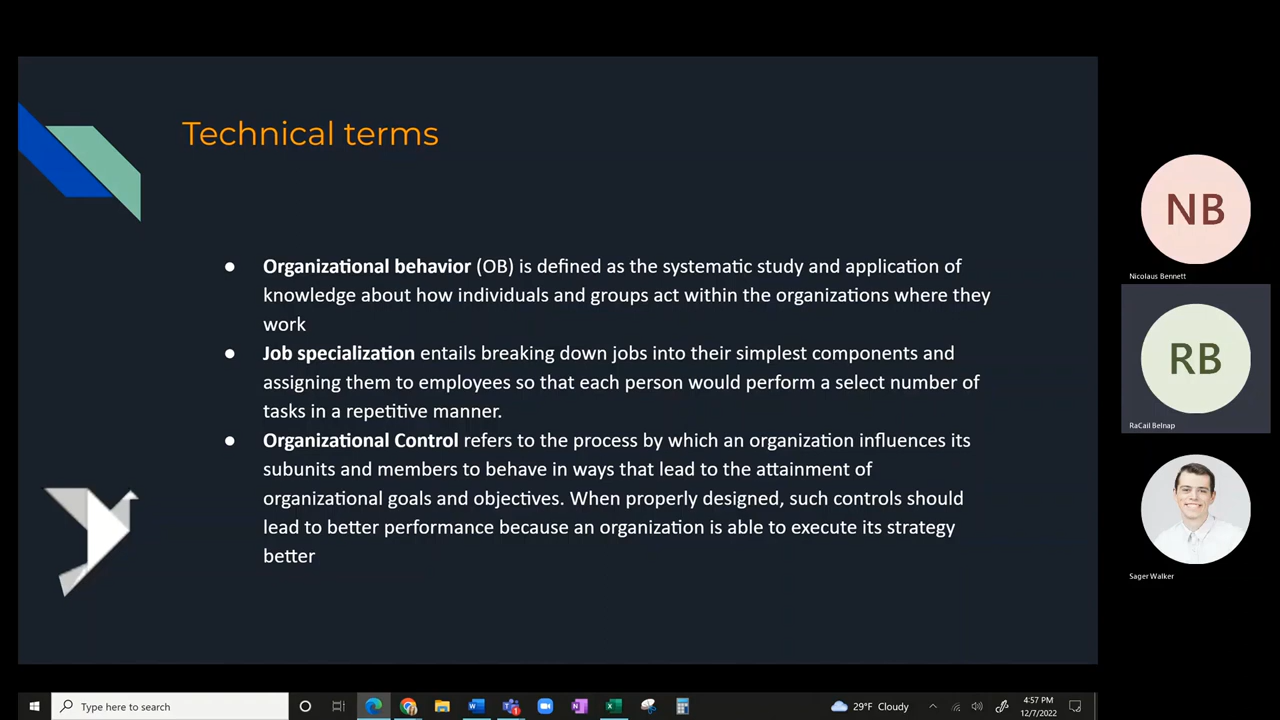 Technical terms
● Organizational behavior (OB) is defined as the systematic study and application of
knowledge about how individuals and groups act within the organizations where they
work
● Job specialization entails breaking down jobs into their simplest components and
assigning them to employees so that each person would perform a select number of
tasks in a repetitive manner.
● Organizational Control refers to the process by which an organization influences its
subunits and members to behave in ways that lead to the attainment of
organizational goals and objectives. When properly designed, such controls should
lead to better performance because an organization is able to execute its strategy
better
NB
Nicolaus Bennett
RB
RaCail Belnap
Sager Walker
Type here to search
29°F Cloudy
4:57 PM
12/7/2022